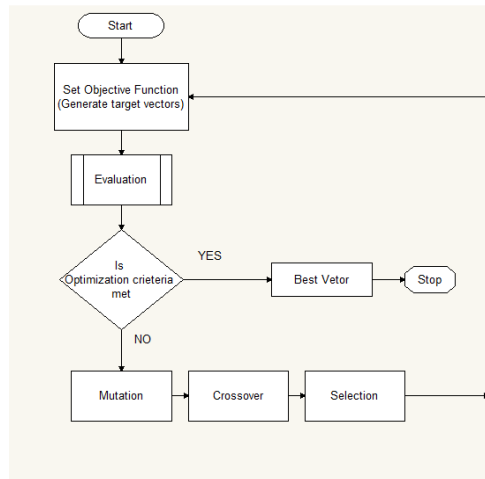 Start
Set Objective Function
(Generate target vectors)
Evaluation
Is
Optimization crieteria
met
YES
Best Vetor
Stop
NO
Mutation
Crossover
Selection